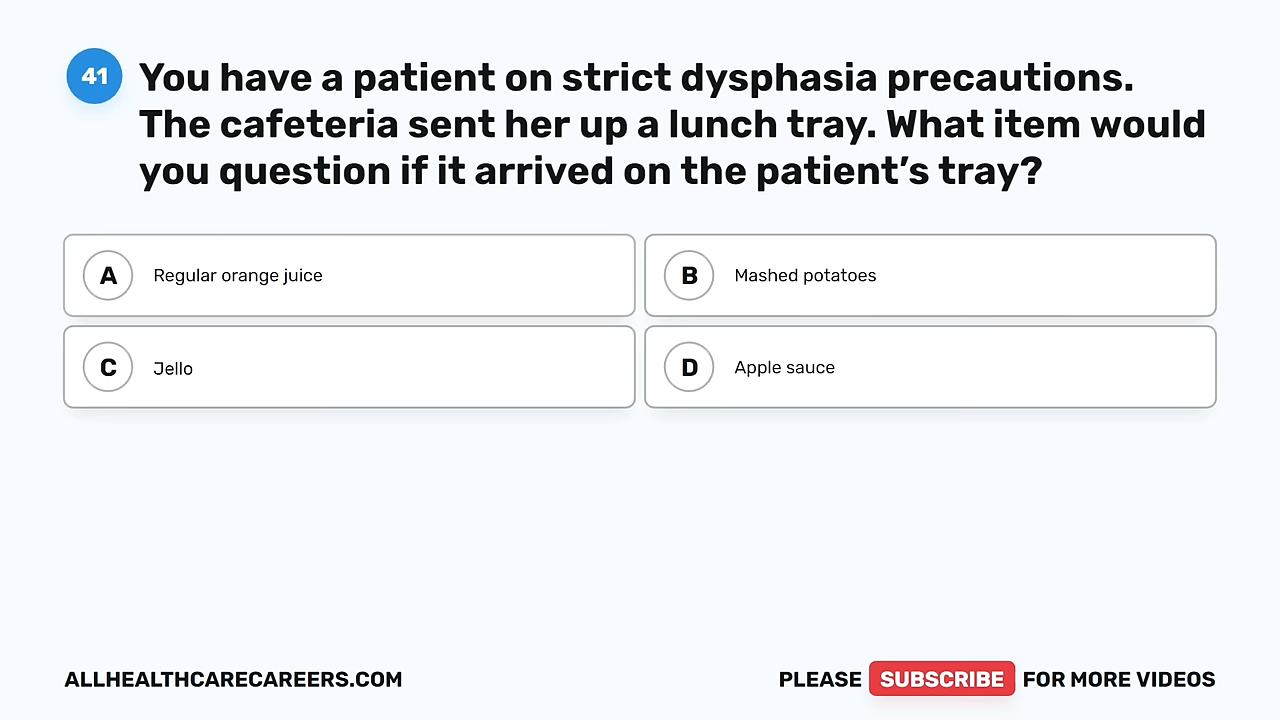 41
You have a patient on strict dysphasia precautions.
The cafeteria sent her up a lunch tray. What item would
you question if it arrived on the patient’s tray?
A Regular orange juice
B Mashed potatoes
C Jello
D Apple sauce
ALLHEALTHCARECAREERS.COM
PLEASE SUBSCRIBE FOR MORE VIDEOS